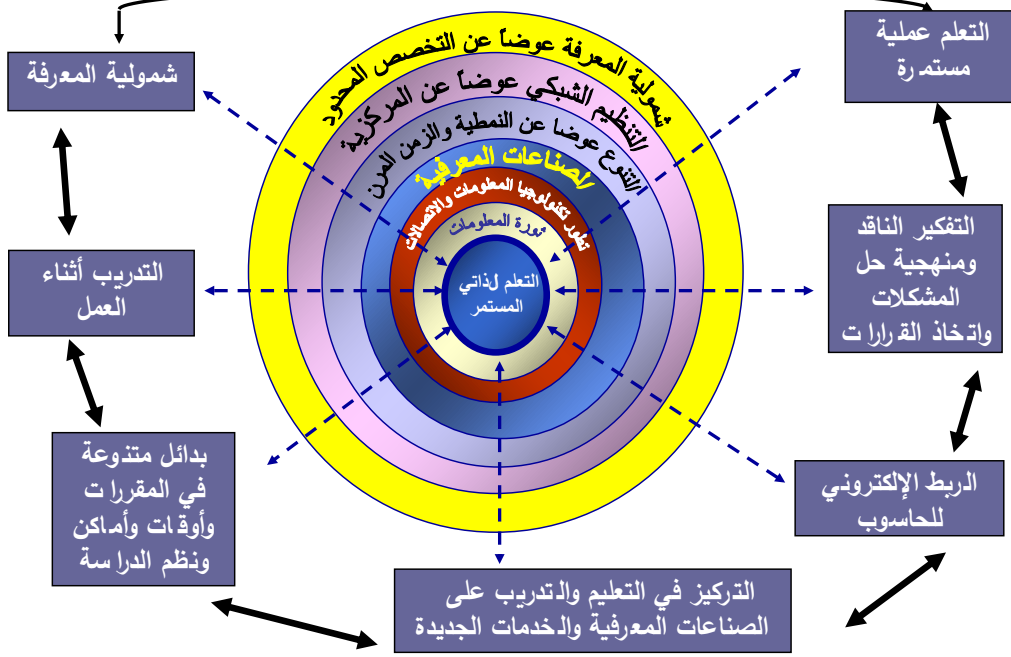 التعلم عملية
مستمرة
شمولية المعرفة
شمولية المعرفة عوضاً عن التخصص المحدود
التنظيم الشبكي عوضاً عن المركزية
التنوع عوضا عن النمطية والزمن المرن
الصناعات المعرفية
تطور تكنولوجيا المعلومات والاتصالات
ثورة المعلومات
التعلم لذاتي
المستمر
التفكير الناقد
ومنهجية حل
المشكلات
واتخاذ القرارات
التدريب أثناء
العمل
الربط الإلكتروني
للحاسوب
بدائل متنوعة
في المقررات
وأوقات وأماكن
ونظم الدراسة
التركيز في التعليم والتدريب على
الصناعات المعرفية والخدمات الجديدة